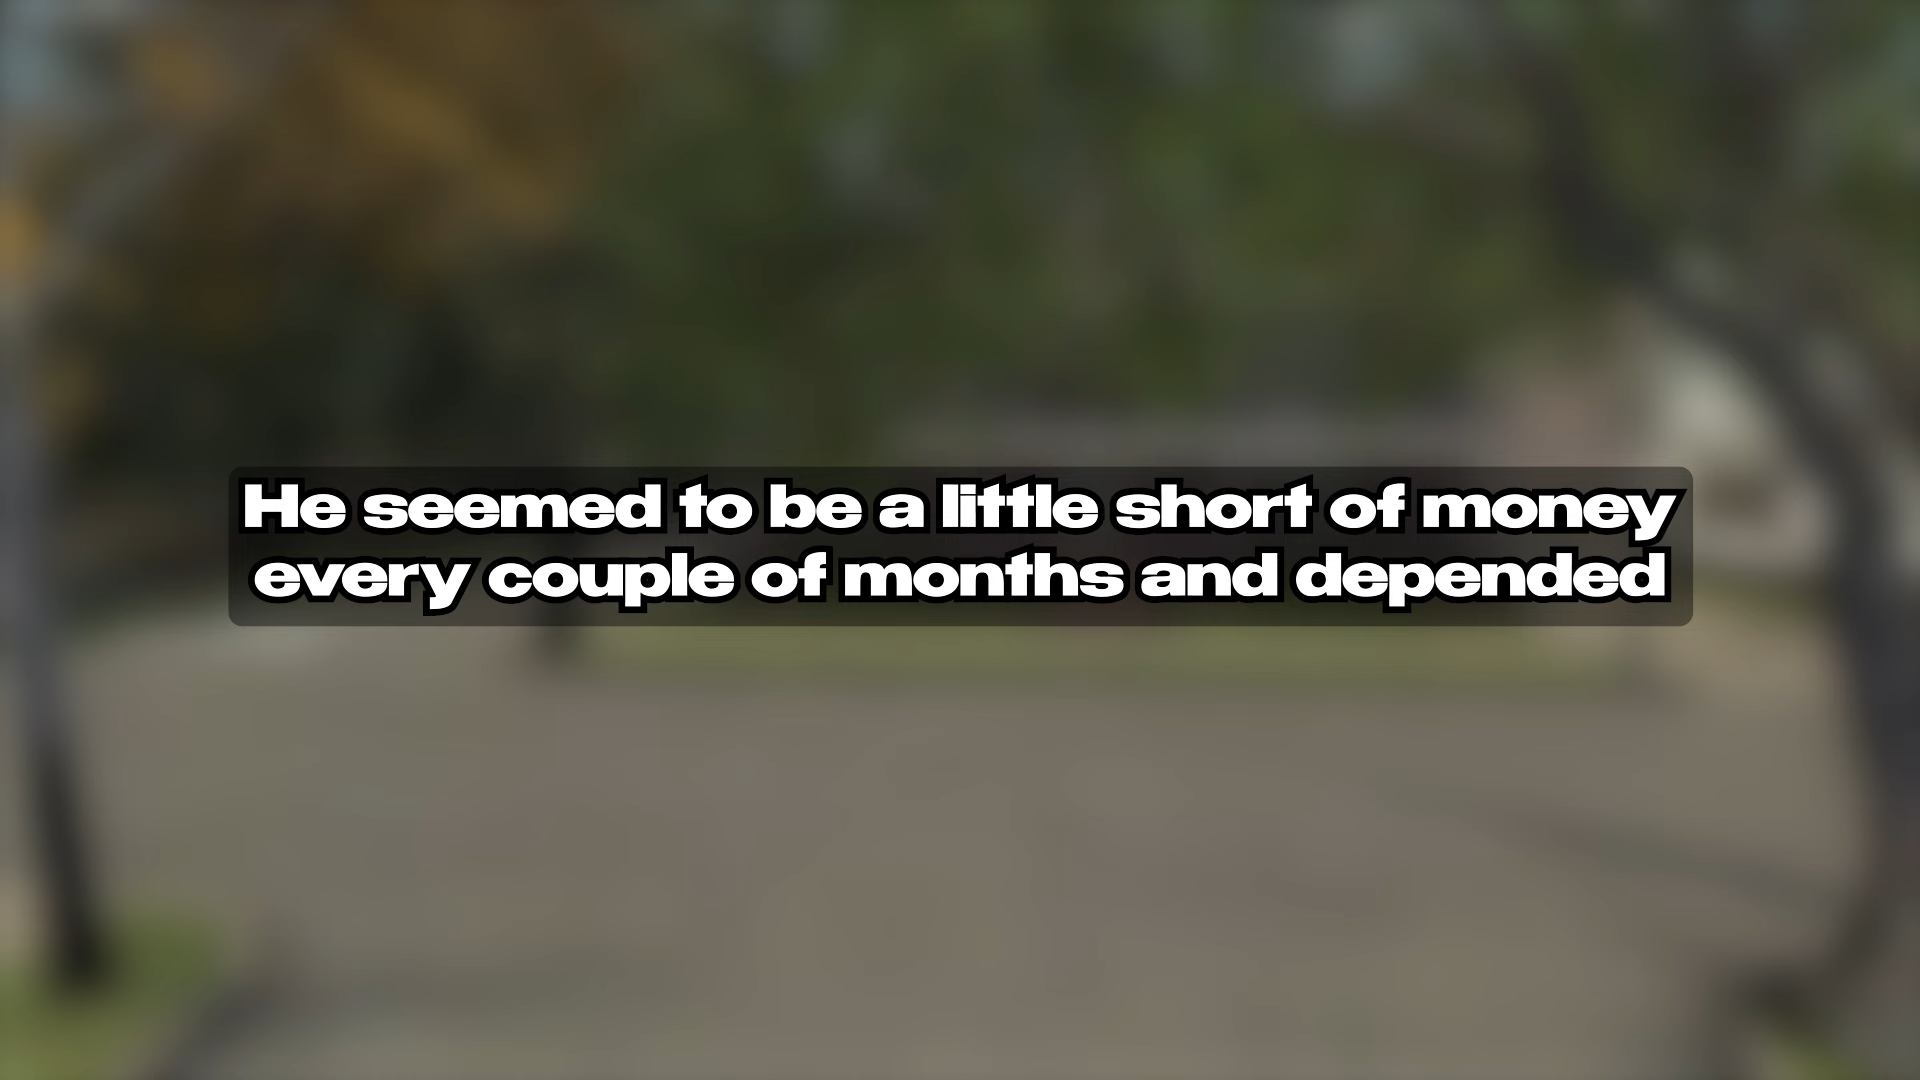 He seemed to be a little short of money
every couple of months and depended